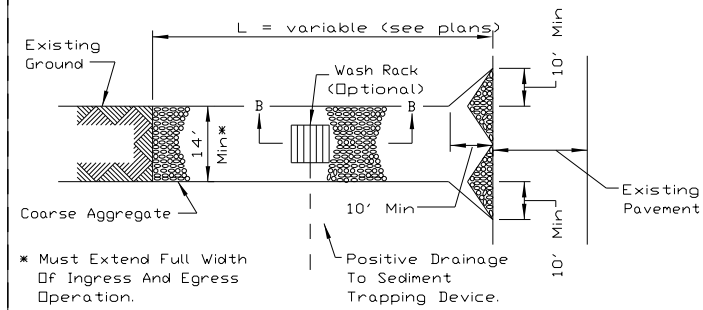 L = variable (see plans)
Existing
Ground
10' Min
Wash Rack
(Optional)
B
B
14'
Min*
Existing
Pavement
Coarse Aggregate
10' Min
10' Min
* Must Extend Full Width
Of Ingress And Egress
Operation.
Positive Drainage
To Sediment
Trapping Device.